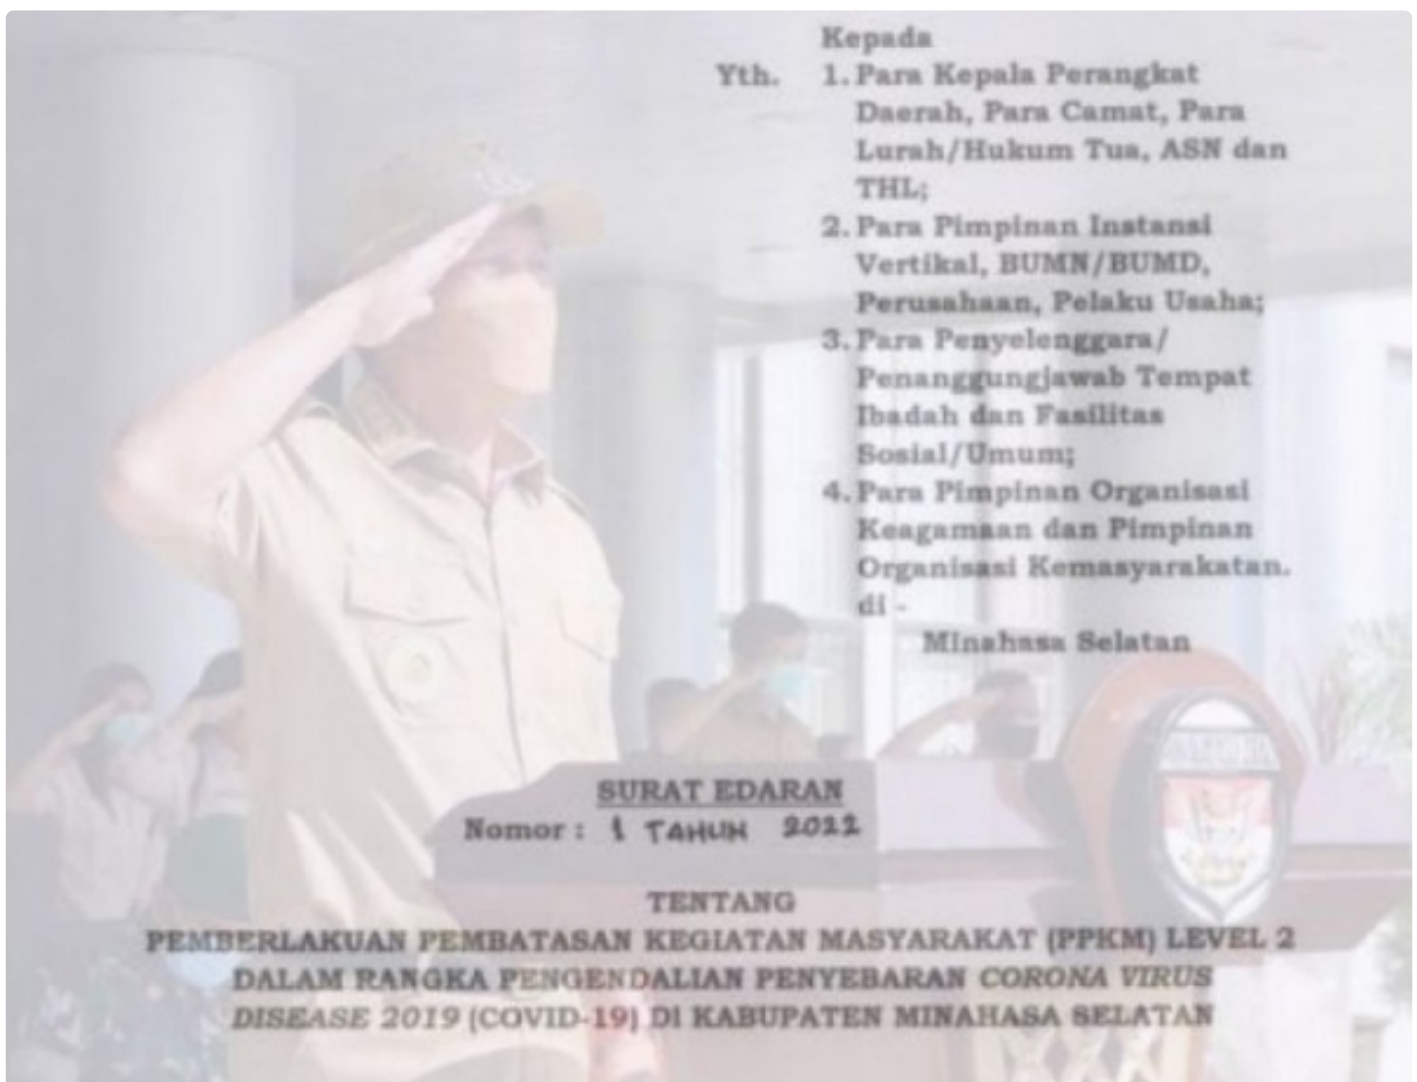 Kepada
Yth. 1. Para Kepala Perangkat
Daerah, Para Camat, Para
Lurah/Hukum Tua, ASN dan
THL;
2. Para Pimpinan Instansi
Vertikal, BUMN/BUMD,
Perusahaan, Pelaku Usaha;
3. Para Penyelenggara/
Penanggungjawab Tempat
Ibadah dan Fasilitas
Sosial/Umum;
4. Para Pimpinan Organisasi
Keagamaan dan Pimpinan
Organisasi Kemasyarakatan.
di -
Minahasa Selatan
SURAT EDARAN
Nomor : 1 TAHUN 2022
TENTANG
PEMBERLAKUAN PEMBATASAN KEGIATAN MASYARAKAT (PPKM) LEVEL 2
DALAM RANGKA PENGENDALIAN PENYEBARAN CORONA VIRUS
DISEASE 2019 (COVID-19) DI KABUPATEN MINAHASA SELATAN